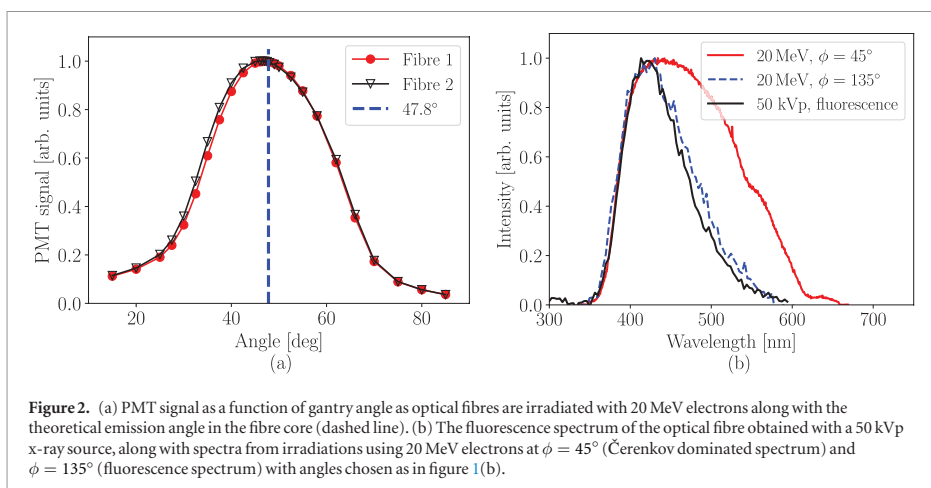 1.0
0.8
0.6
0.4
0.2
0.0
PMT signal [arb. units]
Fibre 1
Fibre 2
47.8°
20
40
60
80
Angle [deg]
(a)
1.0
0.8
0.6
0.4
0.2
0.0
Intensity [arb. units]
20 MeV, ϕ = 45°
20 MeV, ϕ = 135°
50 kVp, fluorescence
300
400
500
600
700
Wavelength [nm]
(b)
Figure 2. (a) PMT signal as a function of gantry angle as optical fibres are irradiated with 20 MeV electrons along with the
theoretical emission angle in the fibre core (dashed line). (b) The fluorescence spectrum of the optical fibre obtained with a 50 kVp
x-ray source, along with spectra from irradiations using 20 MeV electrons at ϕ = 45° (Čerenkov dominated spectrum) and
ϕ = 135° (fluorescence spectrum) with angles chosen as in figure 1(b).